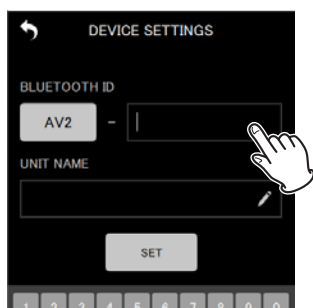 DEVICE SETTINGS
BLUETOOTH ID
AV2 -
UNIT NAME
SET
1 2 3 4 5 6 7 8 9 0